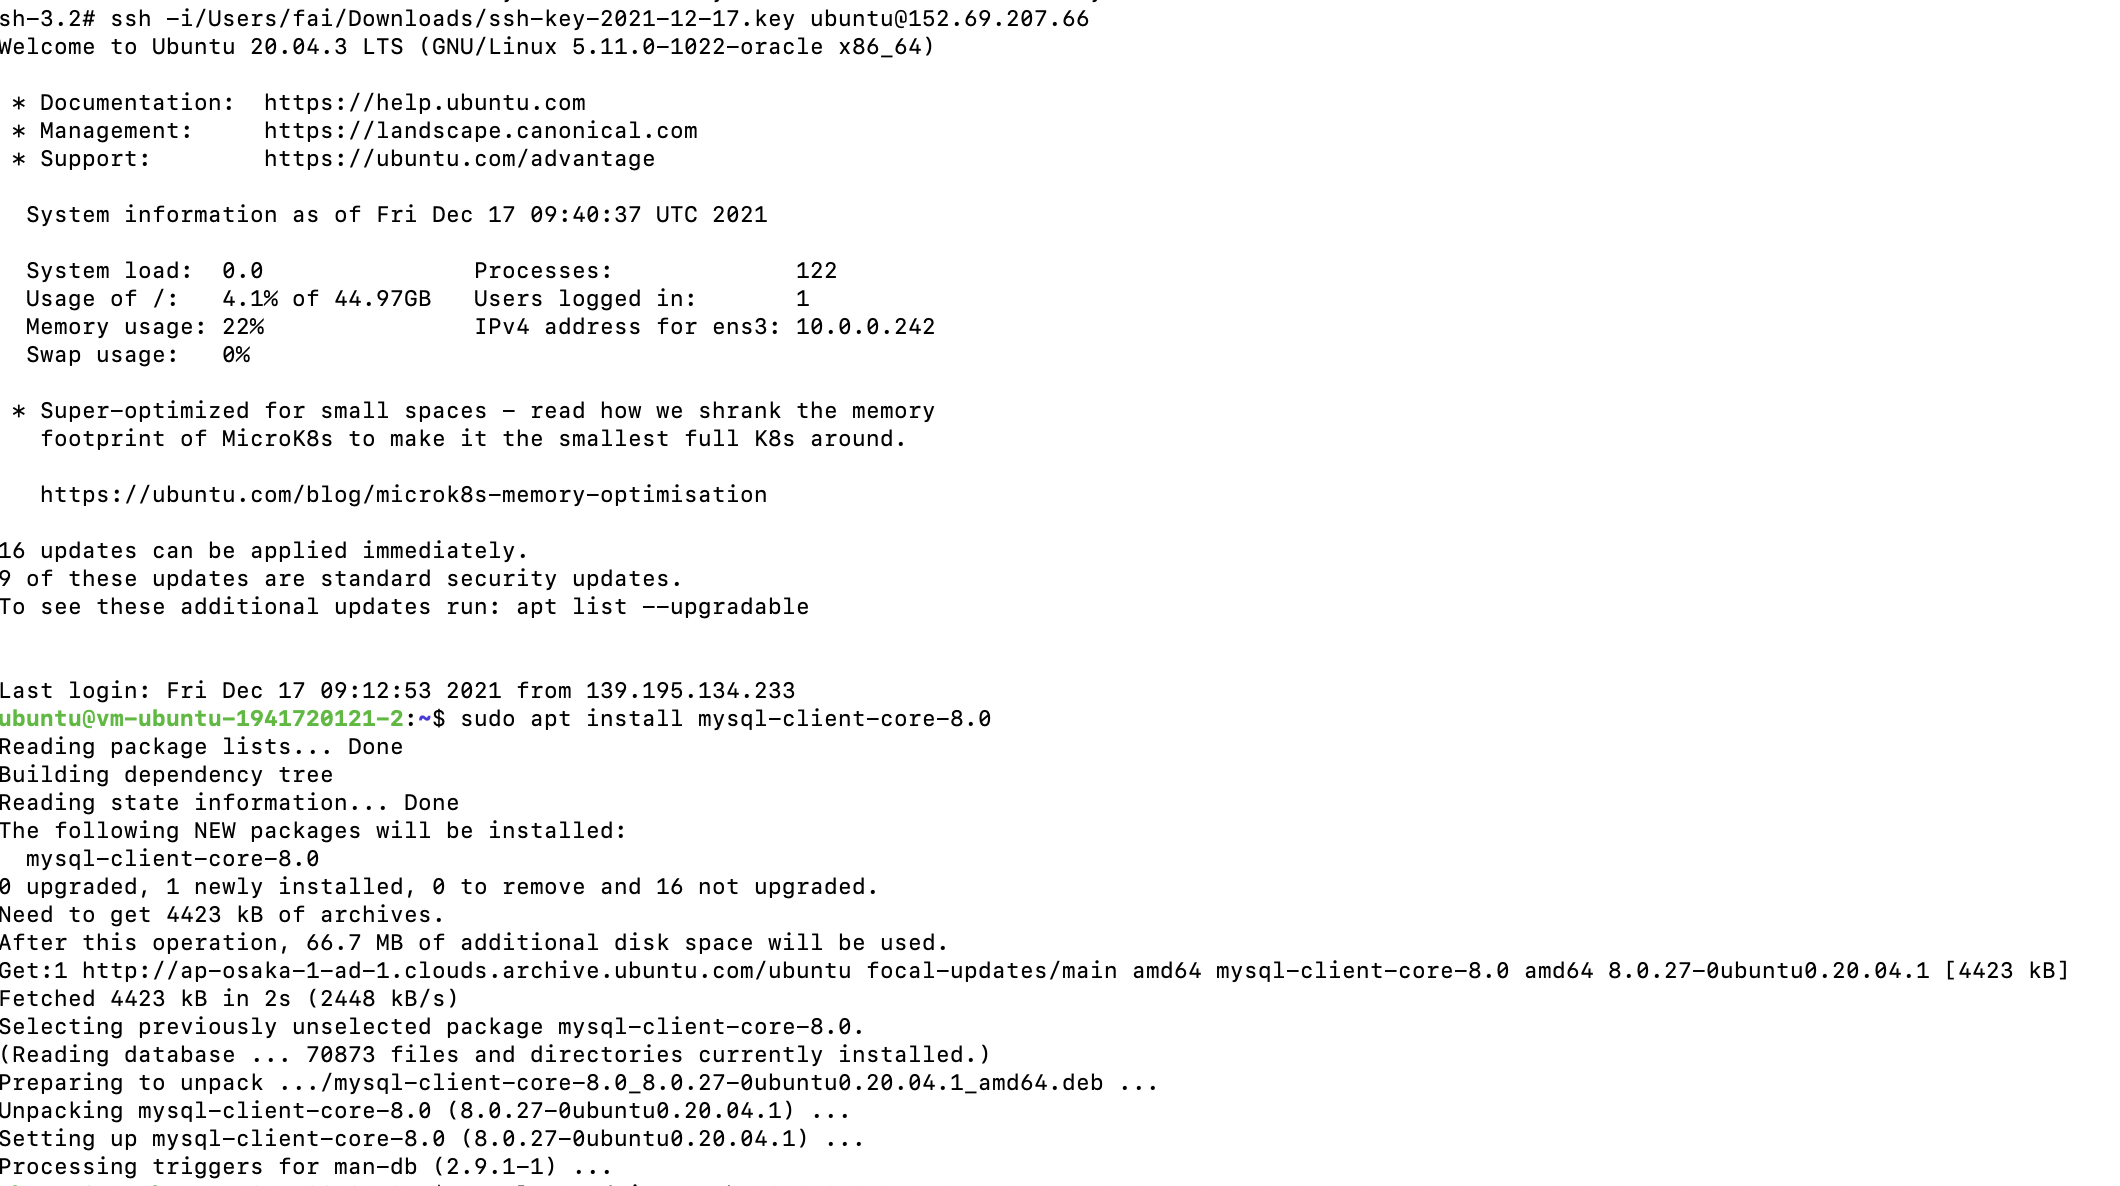 sh-3.2# ssh -i/Users/fai/Downloads/ssh-key-2021-12-17.key ubuntu@152.69.207.66
Welcome to Ubuntu 20.04.3 LTS (GNU/Linux 5.11.0-1022-oracle x86_64)

 * Documentation:  https://help.ubuntu.com
 * Management:     https://landscape.canonical.com
 * Support:        https://ubuntu.com/advantage

  System information as of Fri Dec 17 09:40:37 UTC 2021

  System load:  0.0               Processes:             122
  Usage of /:   4.1% of 44.97GB   Users logged in:       1
  Memory usage: 22%               IPv4 address for ens3: 10.0.0.242
  Swap usage:   0%

 * Super-optimized for small spaces - read how we shrank the memory
   footprint of MicroK8s to make it the smallest full K8s around.

   https://ubuntu.com/blog/microk8s-memory-optimisation

16 updates can be applied immediately.
9 of these updates are standard security updates.
To see these additional updates run: apt list --upgradable

Last login: Fri Dec 17 09:12:53 2021 from 139.195.134.233
ubuntu@vm-ubuntu-1941720121-2:~$ sudo apt install mysql-client-core-8.0
Reading package lists... Done
Building dependency tree
Reading state information... Done
The following NEW packages will be installed:
  mysql-client-core-8.0
0 upgraded, 1 newly installed, 0 to remove and 16 not upgraded.
Need to get 4423 kB of archives.
After this operation, 66.7 MB of additional disk space will be used.
Get:1 http://ap-osaka-1-ad-1.clouds.archive.ubuntu.com/ubuntu focal-updates/main amd64 mysql-client-core-8.0 amd64 8.0.27-0ubuntu0.20.04.1 [4423 kB]
Fetched 4423 kB in 2s (2448 kB/s)
Selecting previously unselected package mysql-client-core-8.0.
(Reading database ... 70873 files and directories currently installed.)
Preparing to unpack .../mysql-client-core-8.0_8.0.27-0ubuntu0.20.04.1_amd64.deb ...
Unpacking mysql-client-core-8.0 (8.0.27-0ubuntu0.20.04.1) ...
Setting up mysql-client-core-8.0 (8.0.27-0ubuntu0.20.04.1) ...
Processing triggers for man-db (2.9.1-1) ...